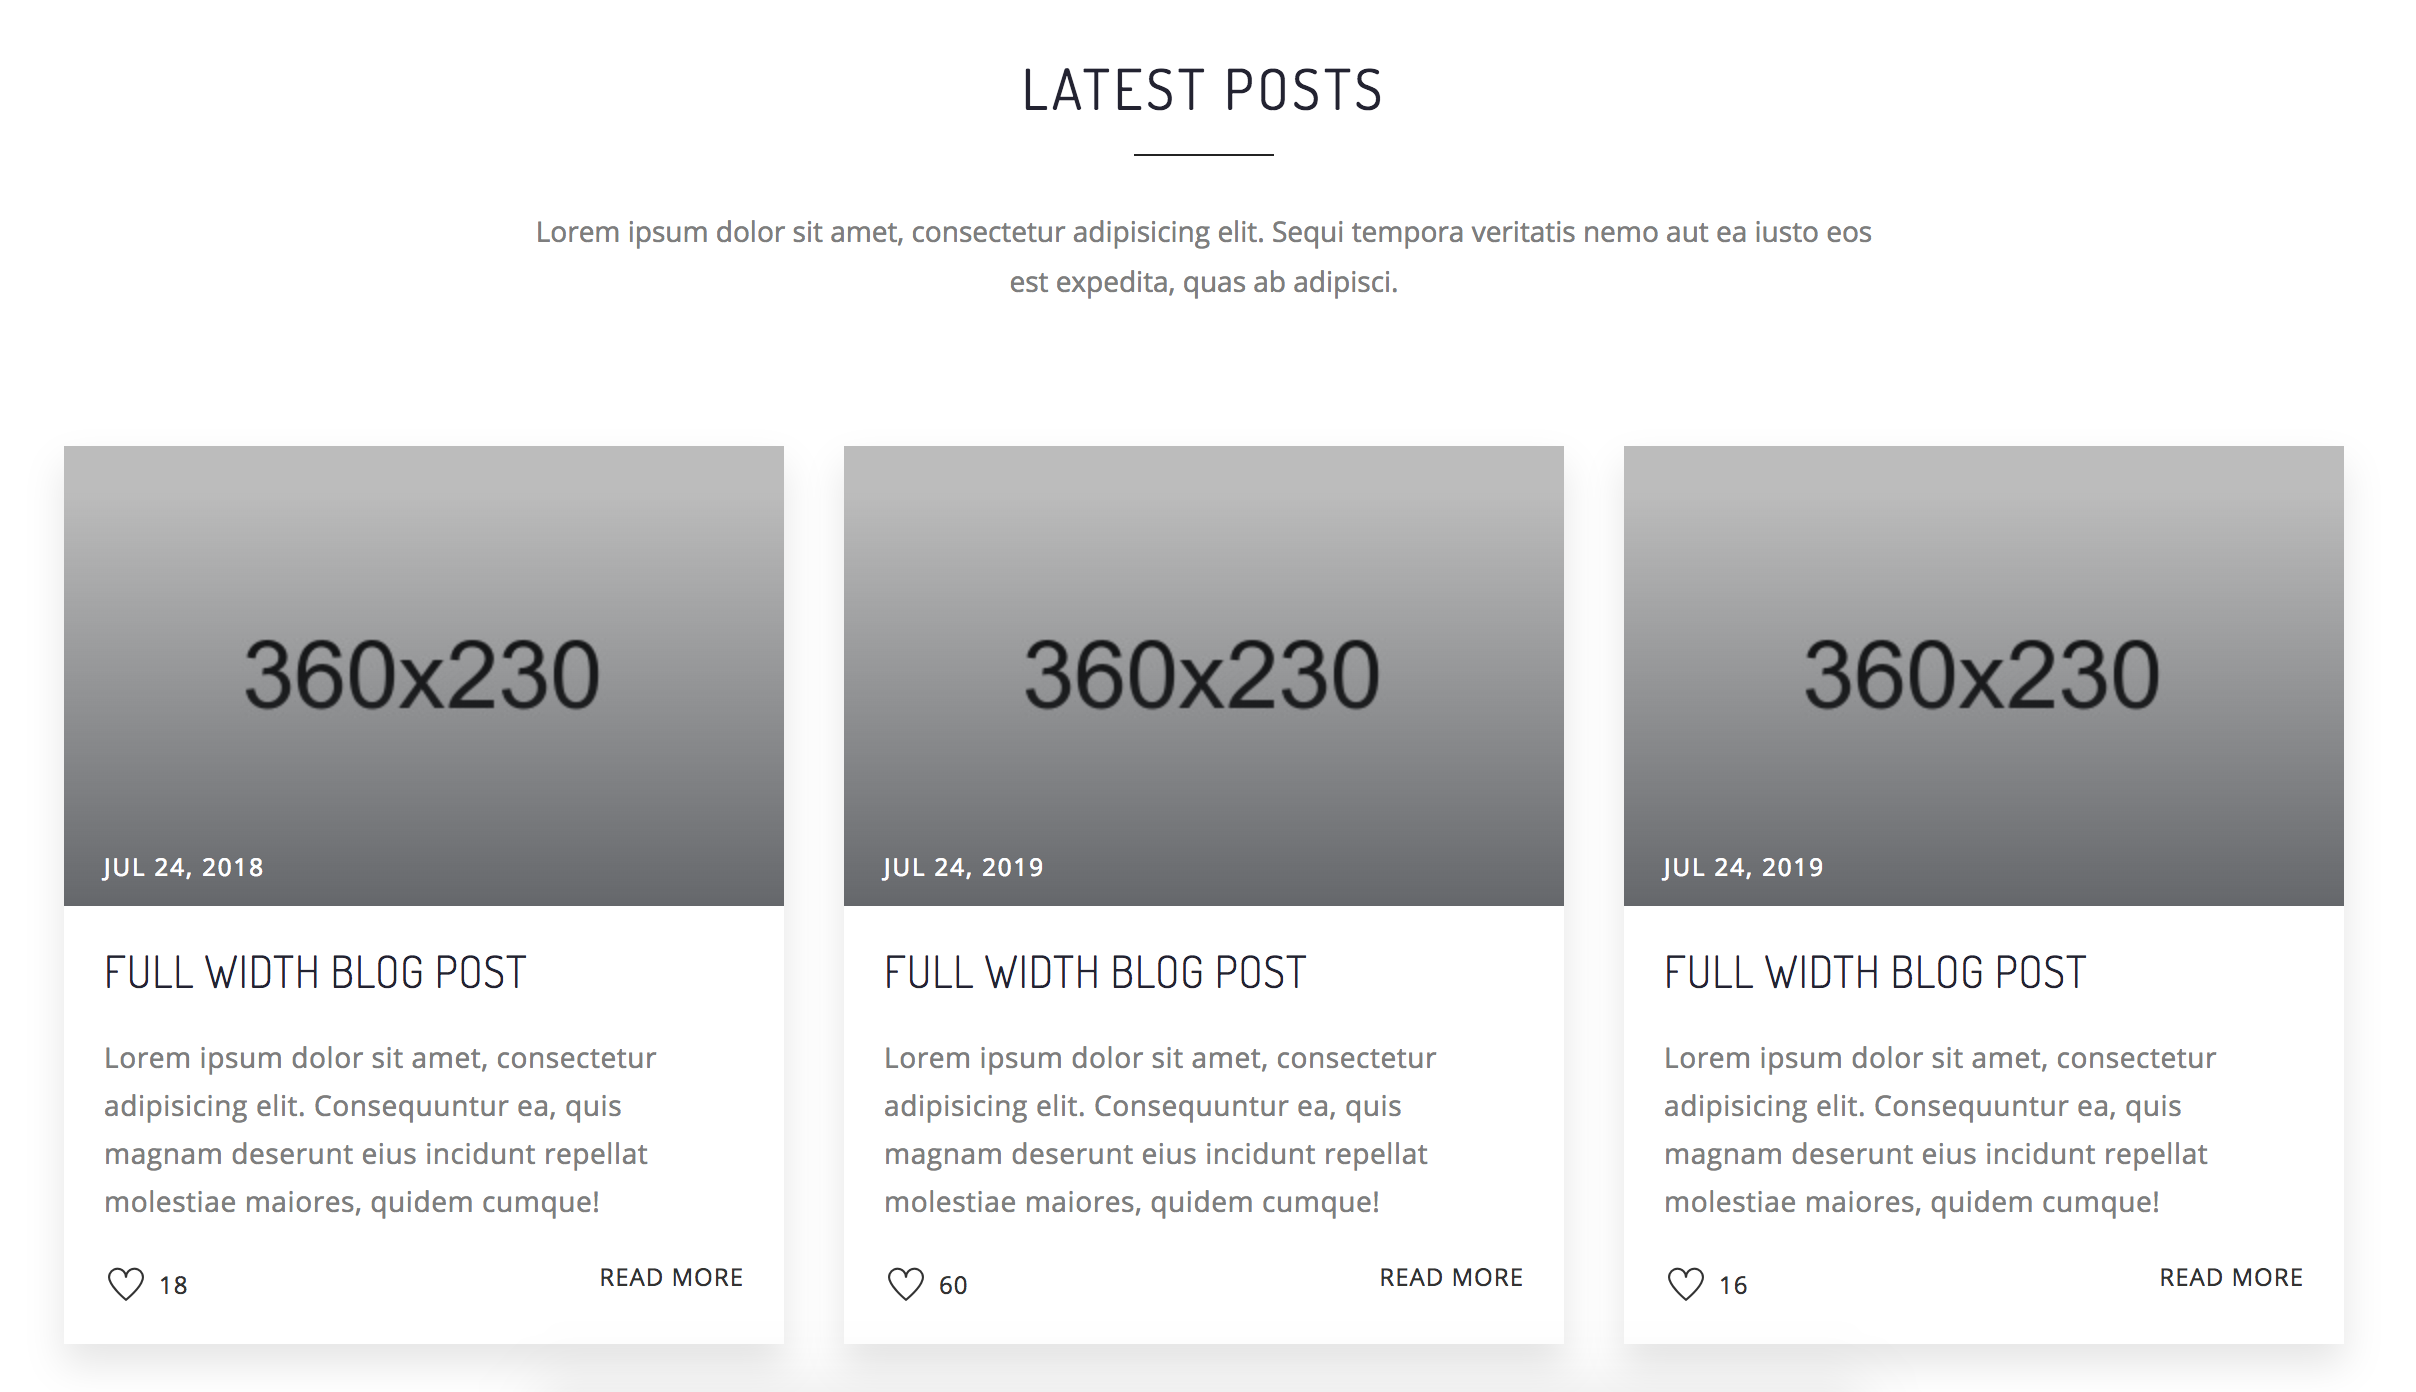 LATEST POSTS
Lorem ipsum dolor sit amet, consectetur adipisicing elit. Sequi tempora veritatis nemo aut ea iusto eos
est expedita, quas ab adipisci.
360x230
JUL 24, 2018
FULL WIDTH BLOG POST
Lorem ipsum dolor sit amet, consectetur
adipisicing elit. Consequuntur ea, quis
magnam deserunt eius incidunt repellat
molestiae maiores, quidem cumque!
18 READ MORE
360x230
JUL 24, 2019
FULL WIDTH BLOG POST
Lorem ipsum dolor sit amet, consectetur
adipisicing elit. Consequuntur ea, quis
magnam deserunt eius incidunt repellat
molestiae maiores, quidem cumque!
60 READ MORE
360x230
JUL 24, 2019
FULL WIDTH BLOG POST
Lorem ipsum dolor sit amet, consectetur
adipisicing elit. Consequuntur ea, quis
magnam deserunt eius incidunt repellat
molestiae maiores, quidem cumque!
16 READ MORE